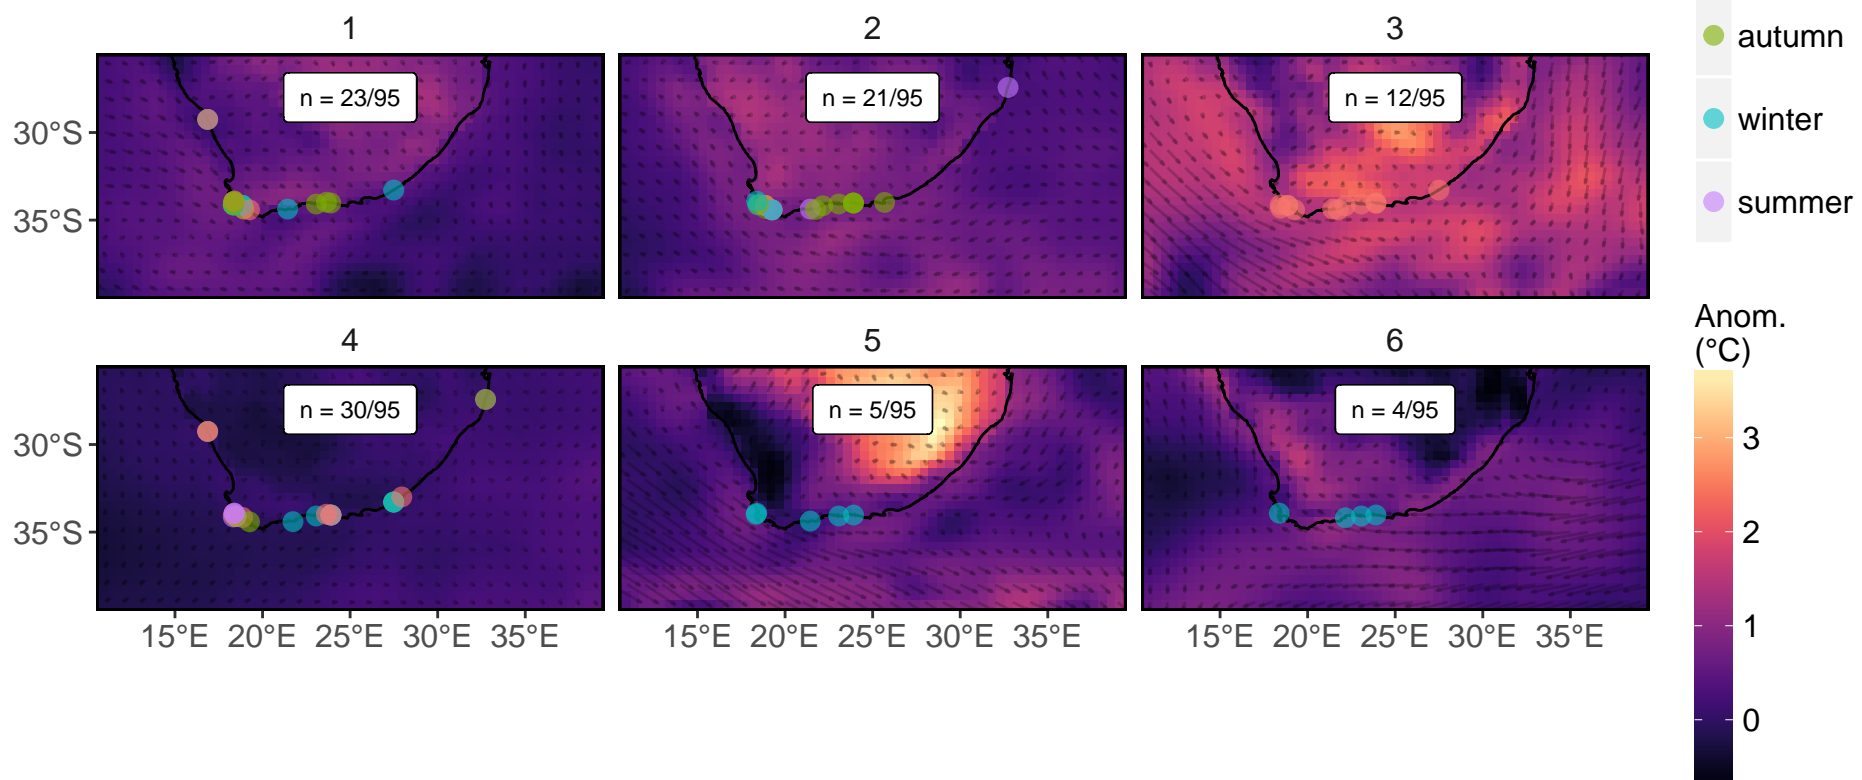 1
2
3
autumn
n = 23/95
n = 21/95
n = 12/95
winter
30°S
35°S
summer
4
5
6
Anom.
(°C)
n = 30/95
n = 5/95
n = 4/95
30°S
35°S
3
2
1
0
15°E 20°E 25°E 30°E 35°E
15°E 20°E 25°E 30°E 35°E
15°E 20°E 25°E 30°E 35°E